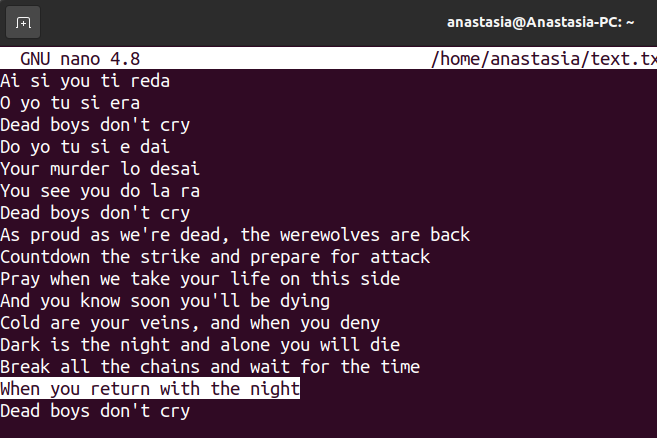 anastasia@Anastasia-PC: ~
GNU nano 4.8 /home/anastasia/text.tx
Ai si you ti reda
O yo tu si era
Dead boys don't cry
Do yo tu si e dai
Your murder lo desai
You see you do la ra
Dead boys don't cry
As proud as we're dead, the werewolves are back
Countdown the strike and prepare for attack
Pray when we take your life on this side
And you know soon you'll be dying
Cold are your veins, and when you deny
Dark is the night and alone you will die
Break all the chains and wait for the time
When you return with the night
Dead boys don't cry